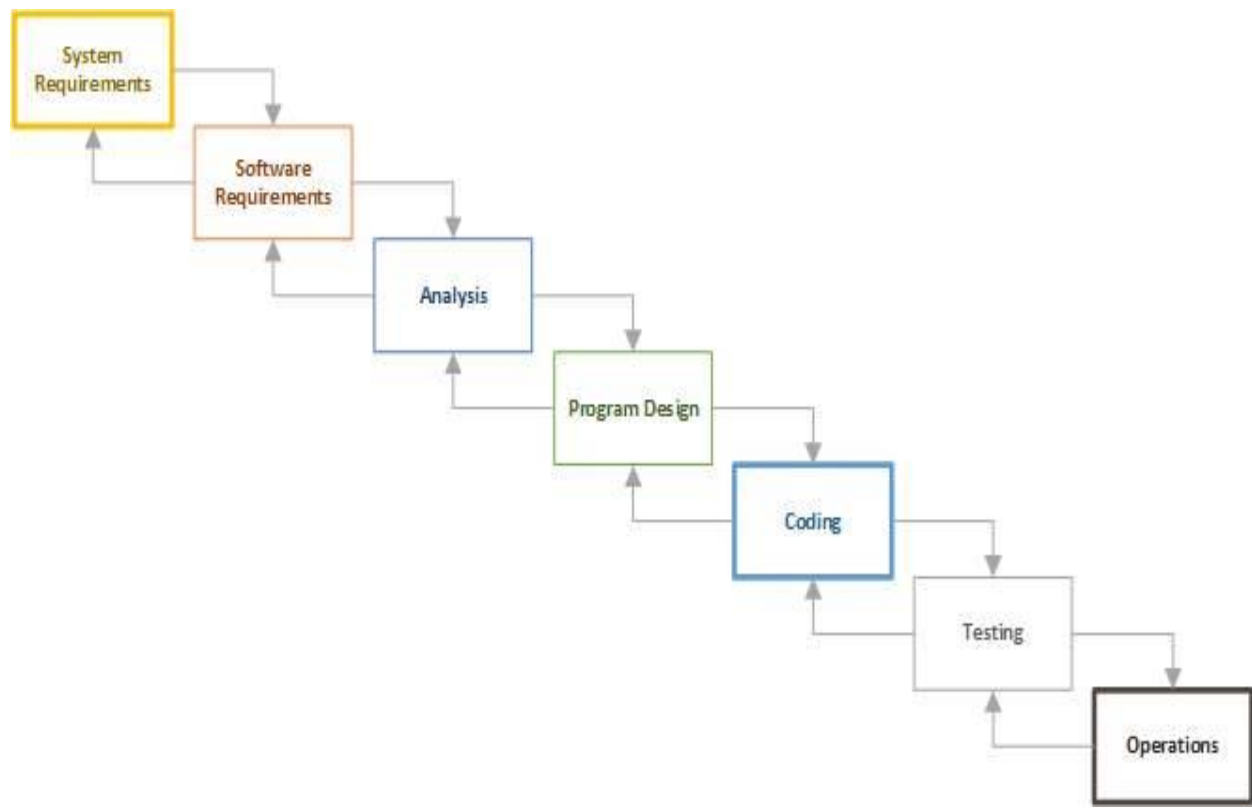 System
Requirements
Software
Requirements
Analysis
Program Design
Coding
Testing
Operations